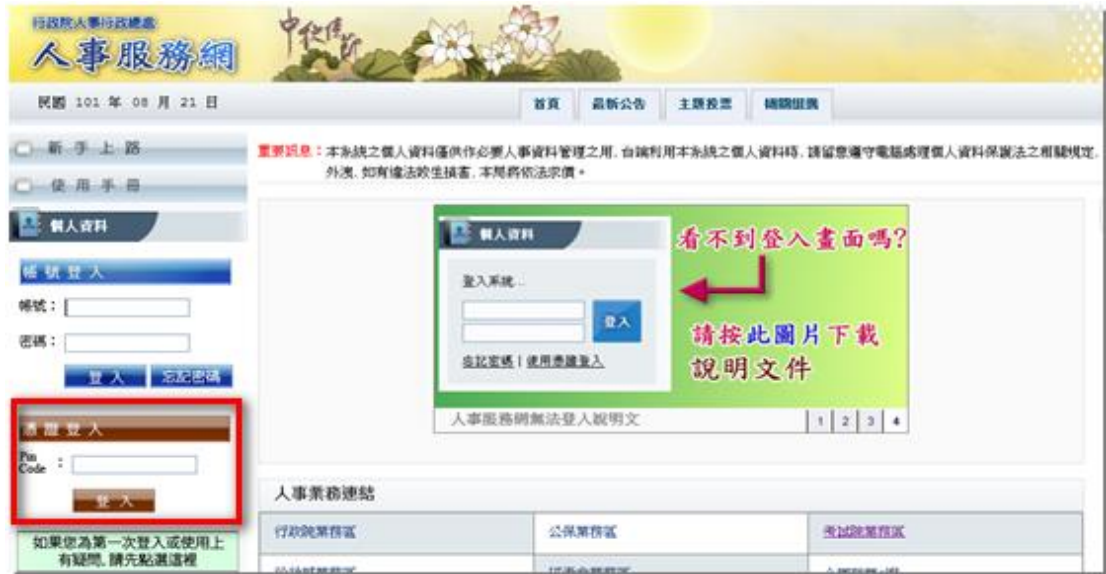 行政院人事行政總處
人事服務網
民國 101 年 08 月 21 日
首頁 最新公告 主題投票
新手上路
使用手冊
重要訊息：本系統之個人資料僅供作必要人事資料管理之用,台端利用本系統之個人資料時,請留意遵守電腦處理個人資料保護法之相關規定,
外洩,如有違法致生損害,本局將依法求償。
個人資料
帳號登入
帳號：
密碼：
登入 忘記密碼
憑證登入
Pin Code ：
登入
如果您為第一次登入或使用上
有疑問,請先點選這裡
個人資料
登入系統...
登入
忘記密碼 | 使用憑證登入
看不到登入畫面嗎?
請按此圖片下載
說明文件
人事服務網無法登入說明文
1 2 3 4
人事業務連結
行政院業務區 公保業務區 考試院業務區